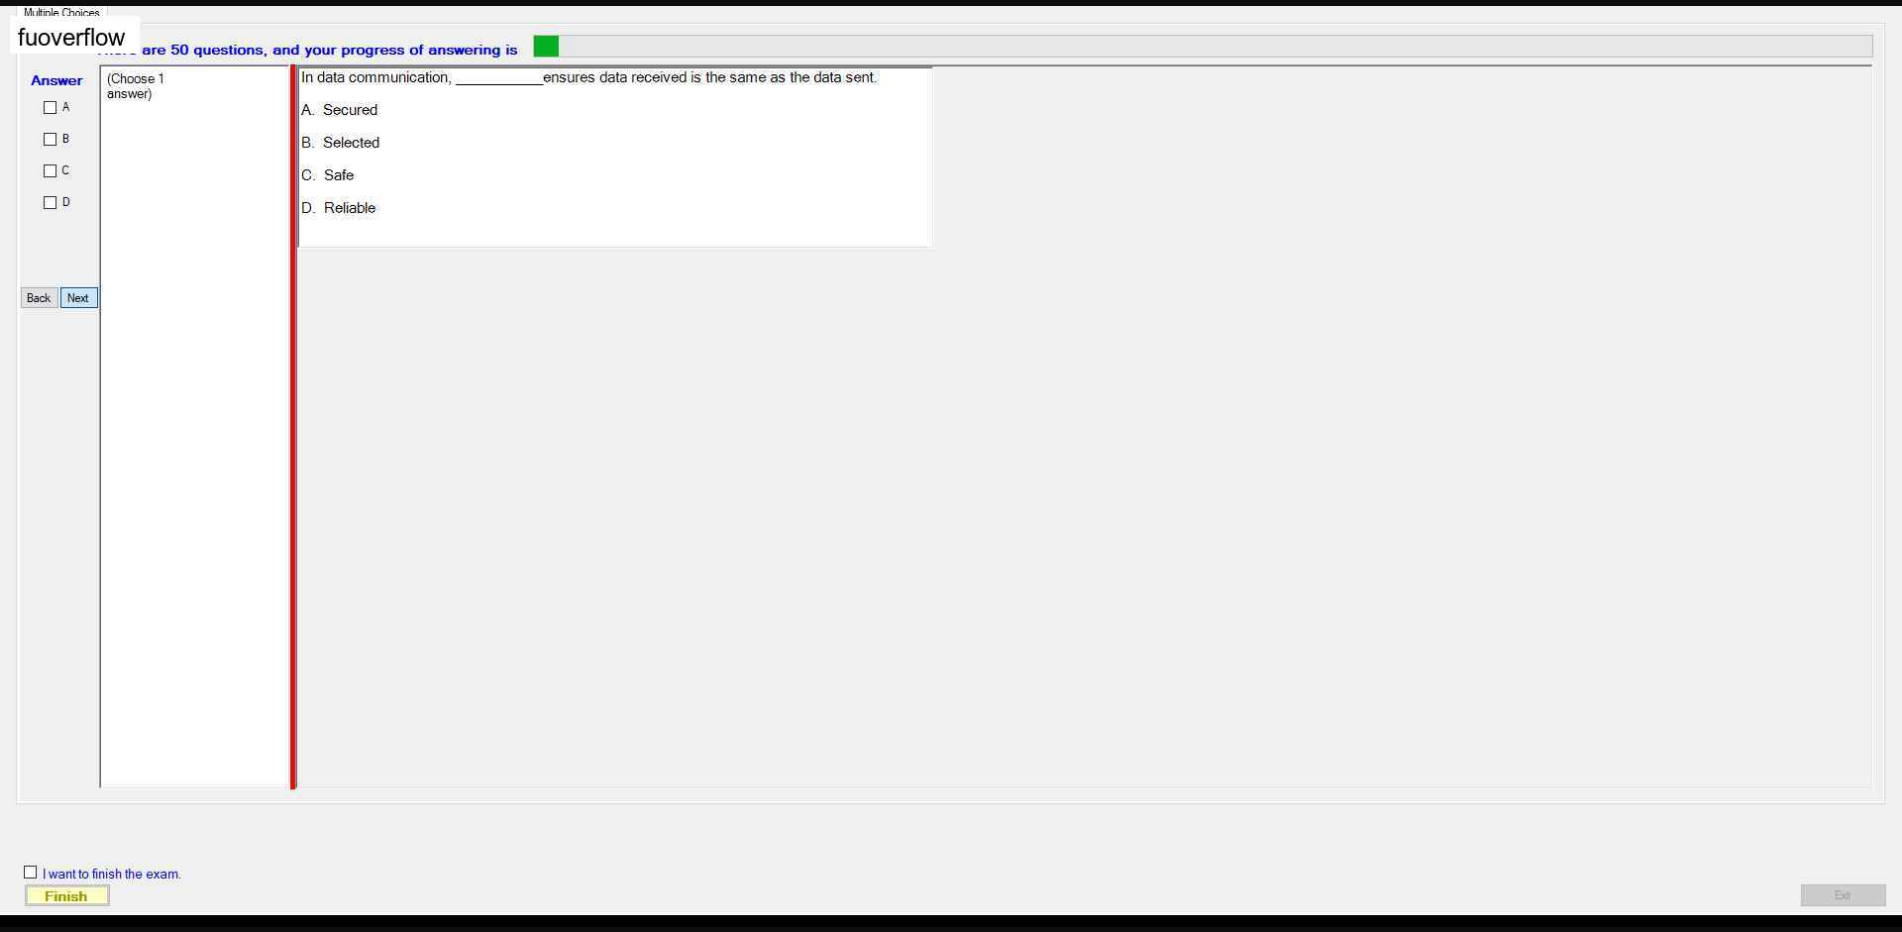 Multiple Choices
fuoverflow
are 50 questions, and your progress of answering is
Answer
(Choose 1
answer)
A
B
C
D
Back
Next
In data communication, ___________ensures data received is the same as the data sent.
A. Secured
B. Selected
C. Safe
D. Reliable
I want to finish the exam.
Finish
Exit